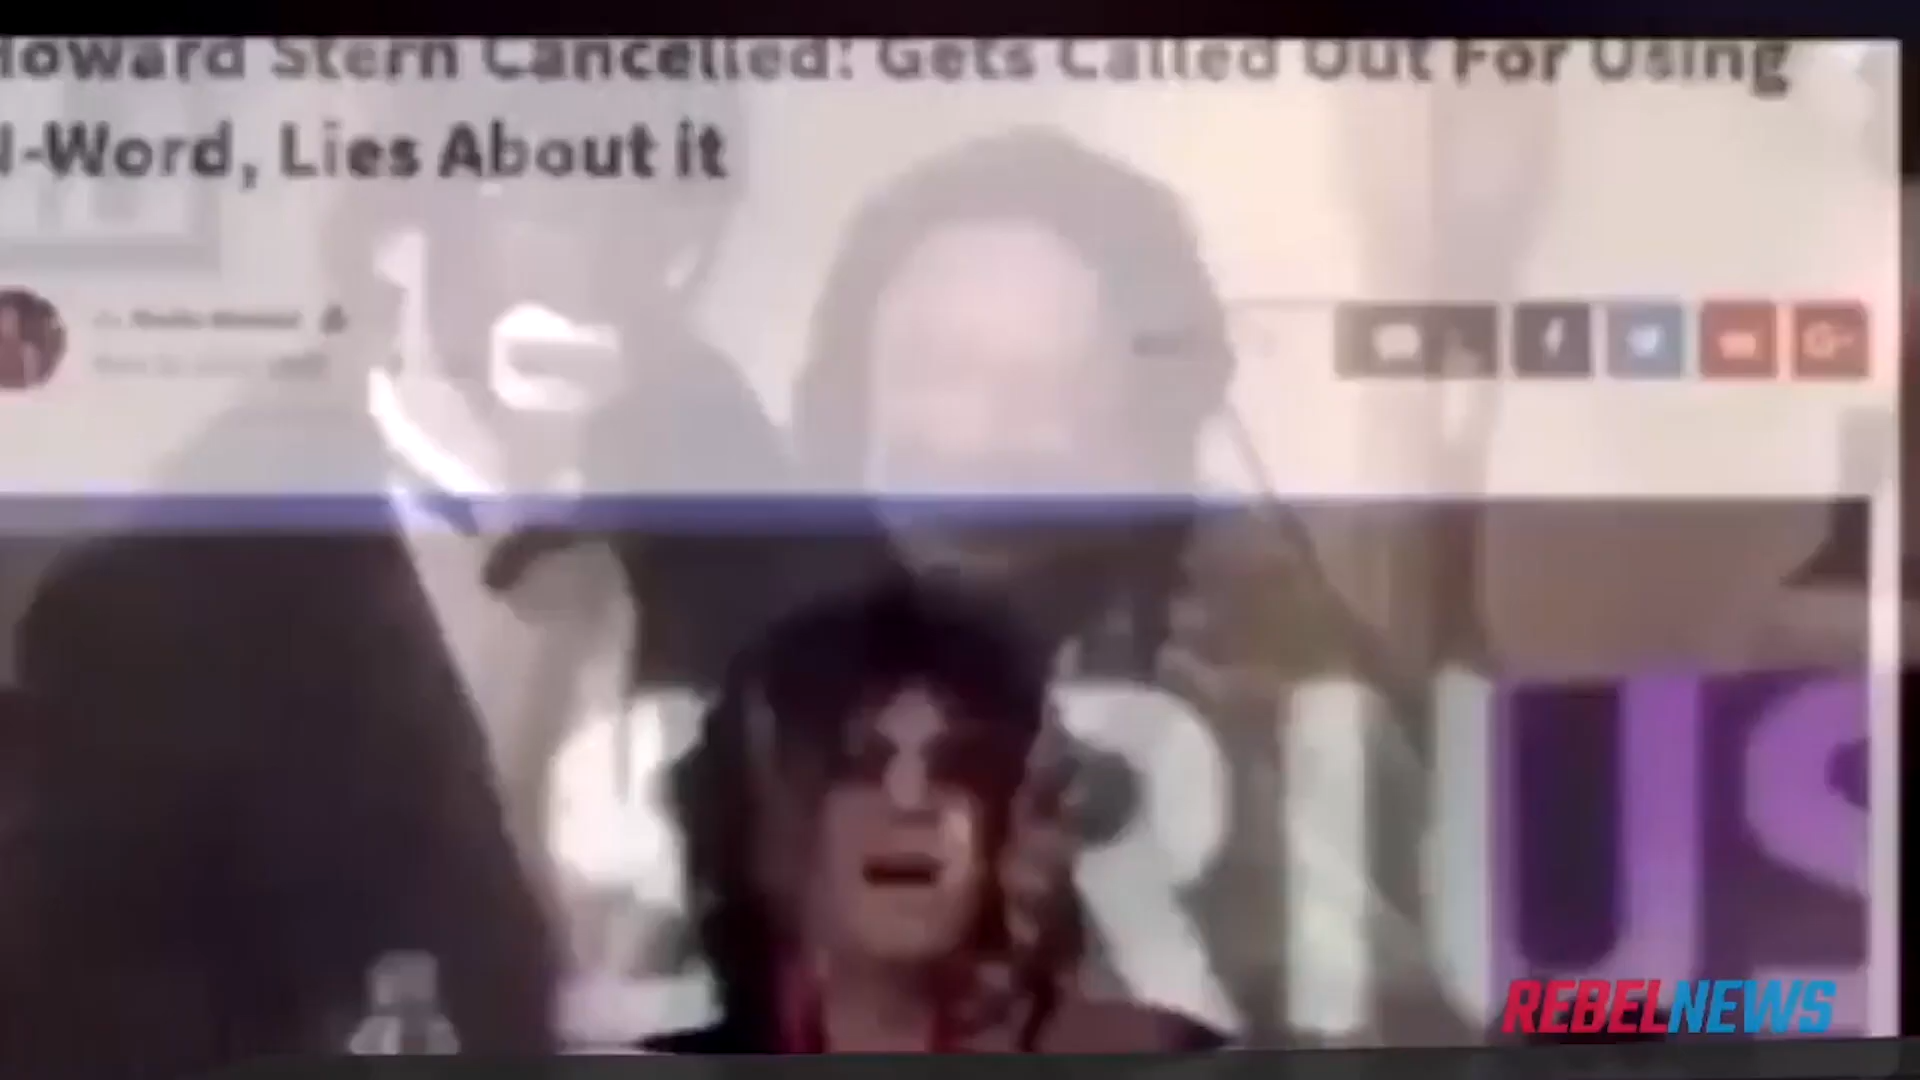 Howard Stern Cancelled: Gets Called Out For Using
N-Word, Lies About it
SIRIUS
REBELNEWS